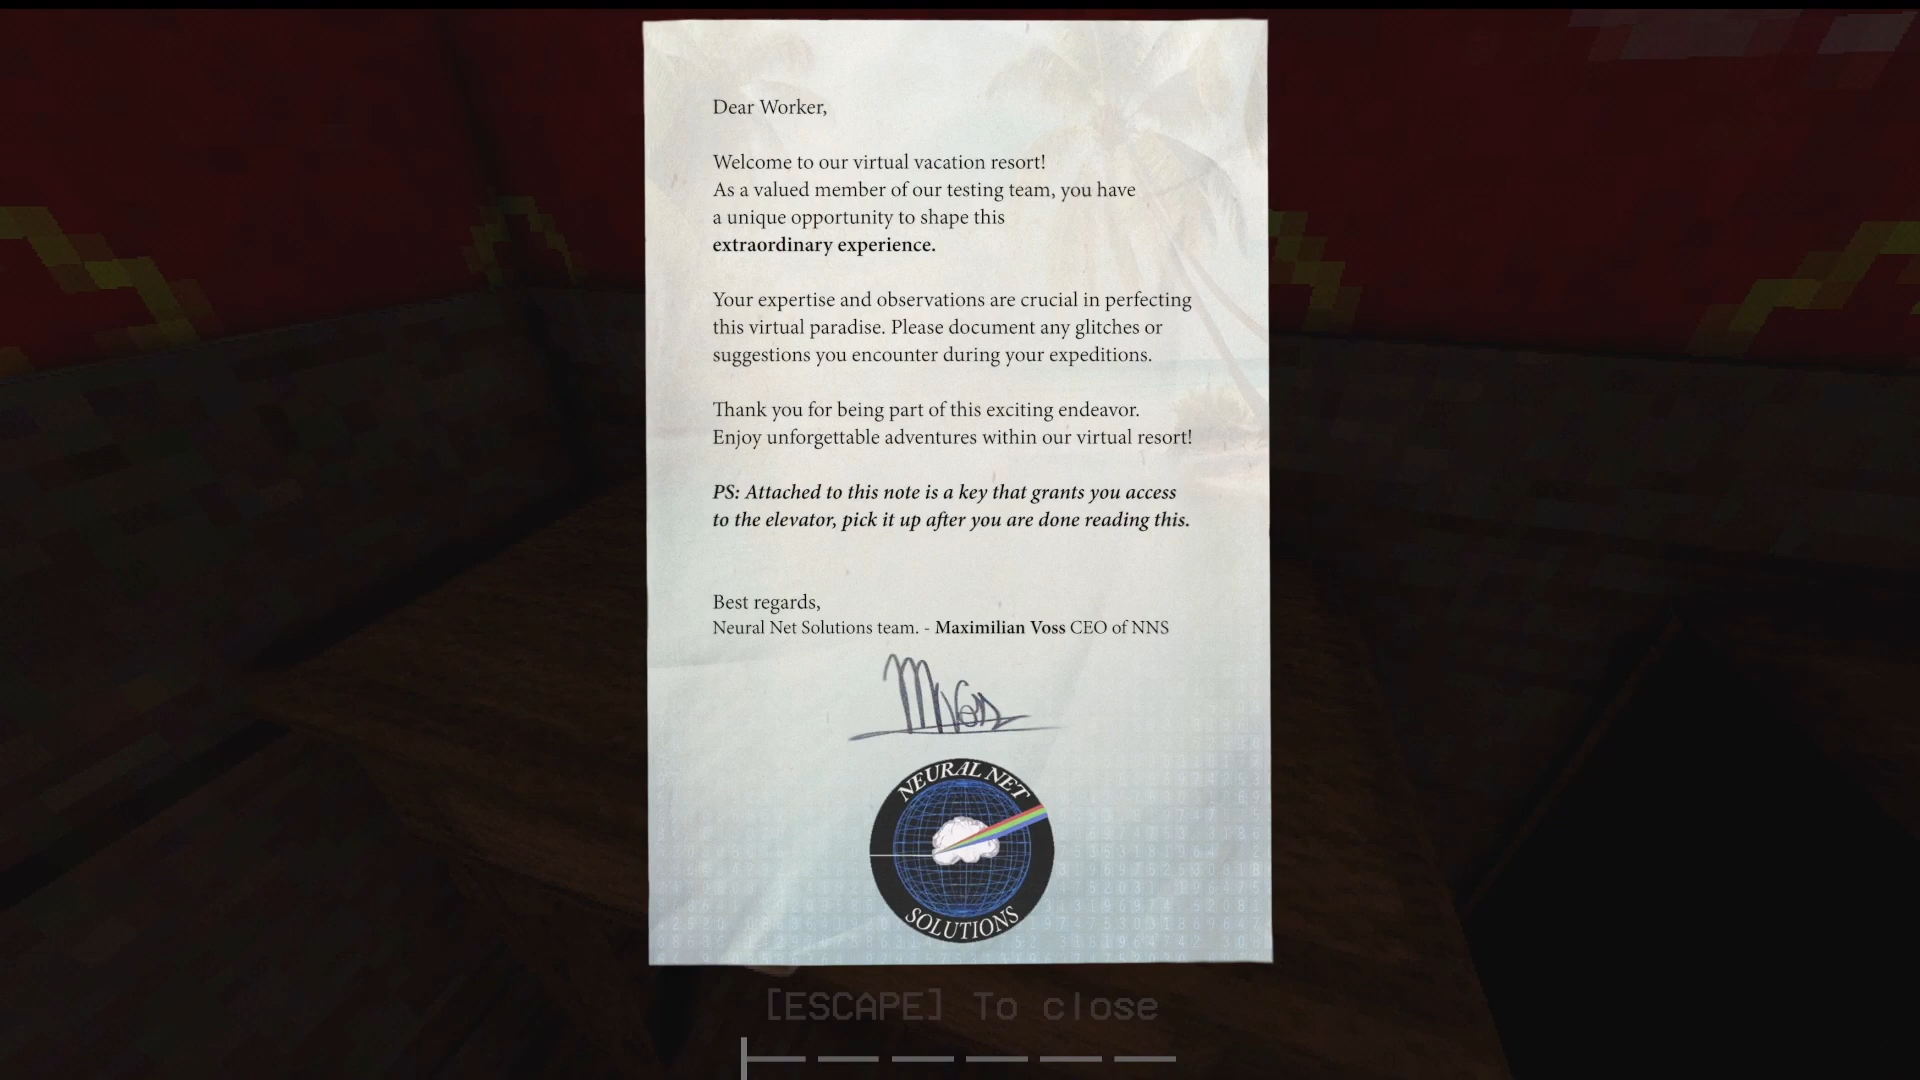 Dear Worker,
Welcome to our virtual vacation resort!
As a valued member of our testing team, you have
a unique opportunity to shape this
extraordinary experience.
Your expertise and observations are crucial in perfecting
this virtual paradise. Please document any glitches or
suggestions you encounter during your expeditions.
Thank you for being part of this exciting endeavor.
Enjoy unforgettable adventures within our virtual resort!
PS: Attached to this note is a key that grants you access
to the elevator, pick it up after you are done reading this.
Best regards,
Neural Net Solutions team. - Maximilian Voss CEO of NNS
NEURAL NET
SOLUTIONS
[ESCAPE] To close